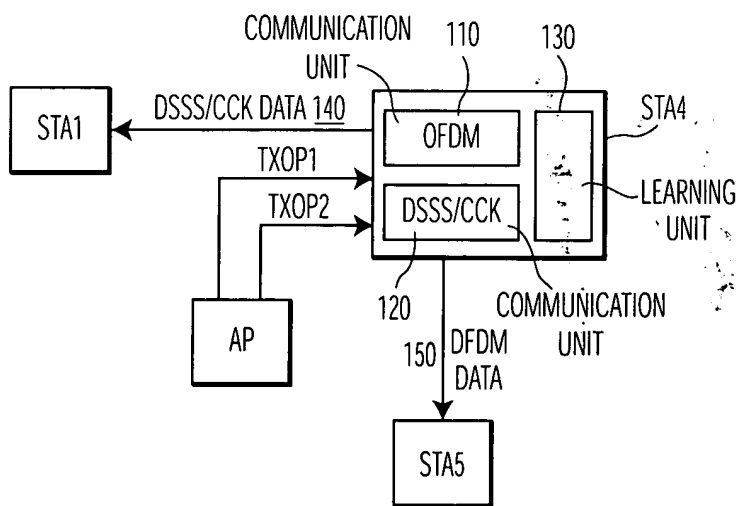 COMMUNICATION
UNIT
110
130
STA1
DSSS/CCK DATA 140
OFDM
STA4
TXOP1
TXOP2
DSSS/CCK
LEARNING
UNIT
120
COMMUNICATION
UNIT
AP
150
DFDM
DATA
STA5